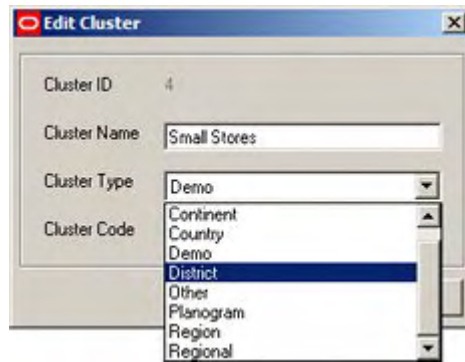 Edit Cluster
Cluster ID 4
Cluster Name Small Stores
Cluster Type Demo
Cluster Code
Continent
Country
Demo
District
Other
Planogram
Region
Regional